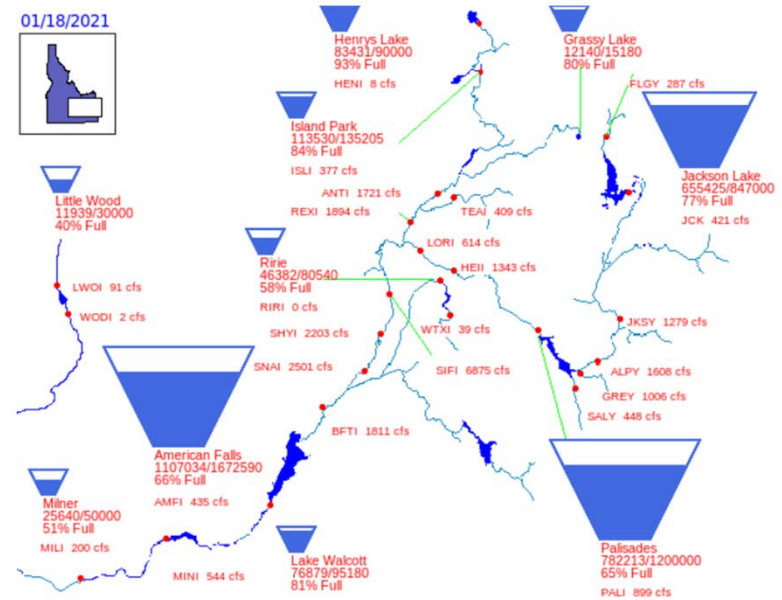 01/18/2021
Henrys Lake
83431/90000
93% Full
HENI 8 cfs
Grassy Lake
12140/15180
80% Full
FLGY 287 cfs
Island Park
113530/135205
84% Full
ISLI 377 cfs
Jackson Lake
655425/847000
77% Full
JCK 421 cfs
Little Wood
11939/30000
40% Full
ANTI 1721 cfs
REXI 1894 cfs
TEAI 409 cfs
LORI 614 cfs
HEII 1343 cfs
Ririe
46382/80540
58% Full
RIRI 0 cfs
LWOI 91 cfs
WODI 2 cfs
SHYI 2203 cfs
WTXI 39 cfs
JKSY 1279 cfs
SNAI 2501 cfs
SIFI 6875 cfs
ALPY 1608 cfs
GREY 1006 cfs
SALY 448 cfs
BFTI 1811 cfs
American Falls
1107034/1672590
66% Full
AMFI 435 cfs
Milner
25640/50000
51% Full
MILI 200 cfs
MINI 544 cfs
Lake Walcott
76879/95180
81% Full
Palisades
782213/1200000
65% Full
PALI 899 cfs